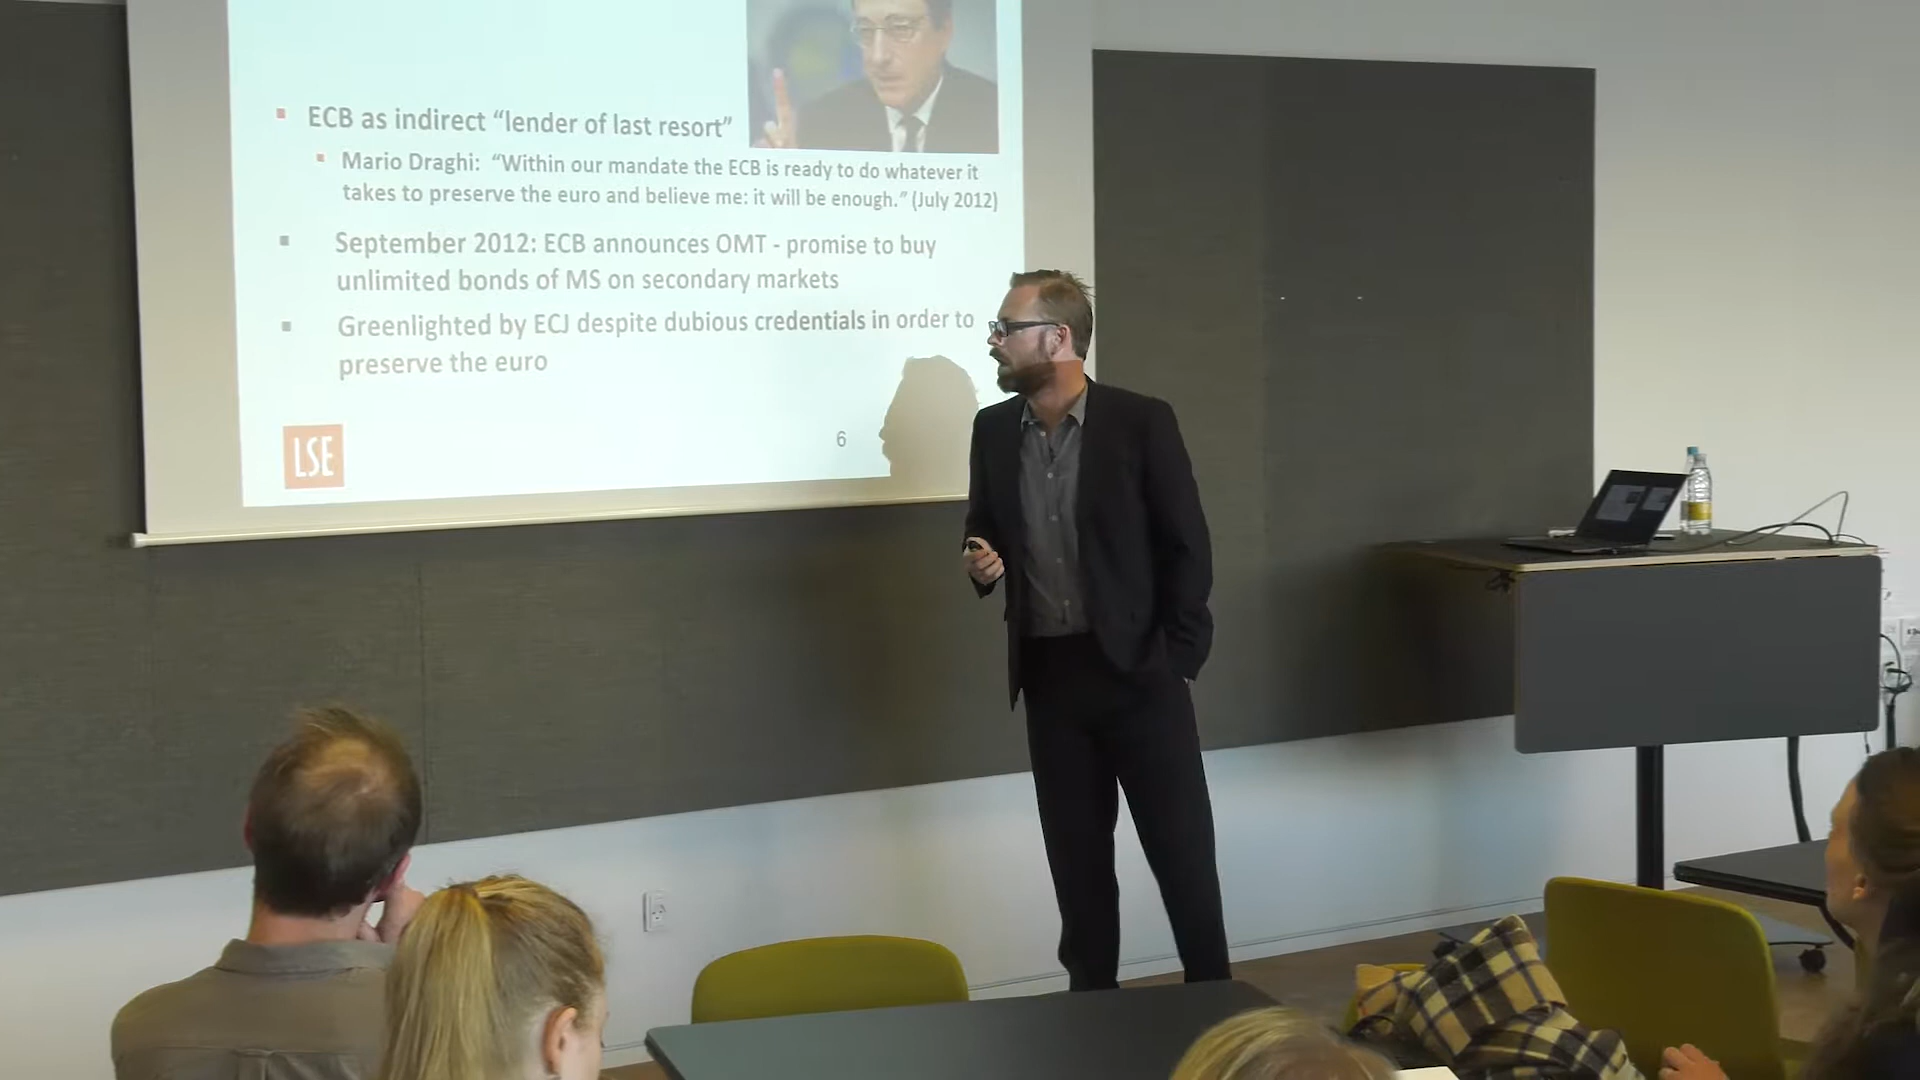 ECB as indirect “lender of last resort”
Mario Draghi: “Within our mandate the ECB is ready to do whatever it
takes to preserve the euro and believe me: it will be enough.” (July 2012)
September 2012: ECB announces OMT - promise to buy
unlimited bonds of MS on secondary markets
Greenlighted by ECJ despite dubious credentials in order to
preserve the euro
LSE
6